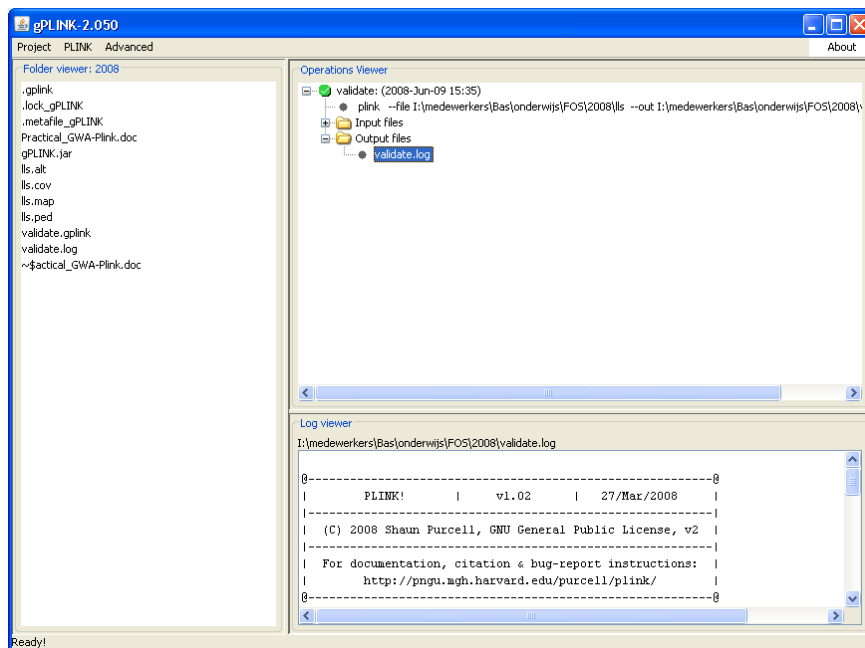 gPLINK-2.050
Project PLINK Advanced About
Folder viewer: 2008
.gplink
.lock_gPLINK
.metafile_gPLINK
Practical_GWA-Plink.doc
gPLINK.jar
lls.alt
lls.cov
lls.map
lls.ped
validate.gplink
validate.log
~$actical_GWA-Plink.doc
Operations Viewer
validate: (2008-Jun-09 15:35)
plink --file I:\medewerkers\Bas\onderwijs\FOS\2008\lls --out I:\medewerkers\Bas\onderwijs\FOS\2008\
Input files
Output files
validate.log
Log viewer
I:\medewerkers\Bas\onderwijs\FOS\2008\validate.log
@----------------------------------------------------------@
| PLINK! | v1.02 | 27/Mar/2008 |
|----------------------------------------------------------|
| (C) 2008 Shaun Purcell, GNU General Public License, v2 |
|----------------------------------------------------------|
| For documentation, citation & bug-report instructions: |
| http://pngu.mgh.harvard.edu/purcell/plink/ |
@----------------------------------------------------------@
Ready!